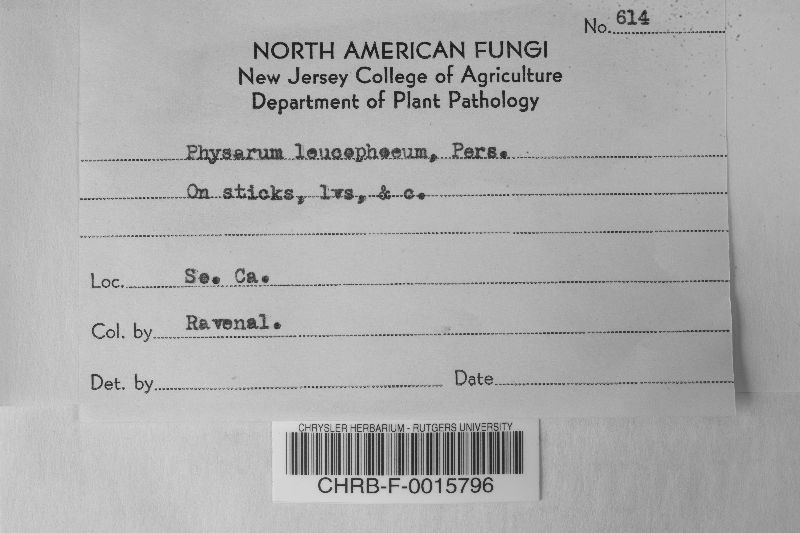 No. 614
NORTH AMERICAN FUNGI
New Jersey College of Agriculture
Department of Plant Pathology
Physarum leucophoeum, Pers.
On sticks, lvs, & c.
Loc. So. Ca.
Col. by Ravenal.
Det. by Date
CHRYSLER HERBARIUM - RUTGERS UNIVERSITY
CHRB-F-0015796